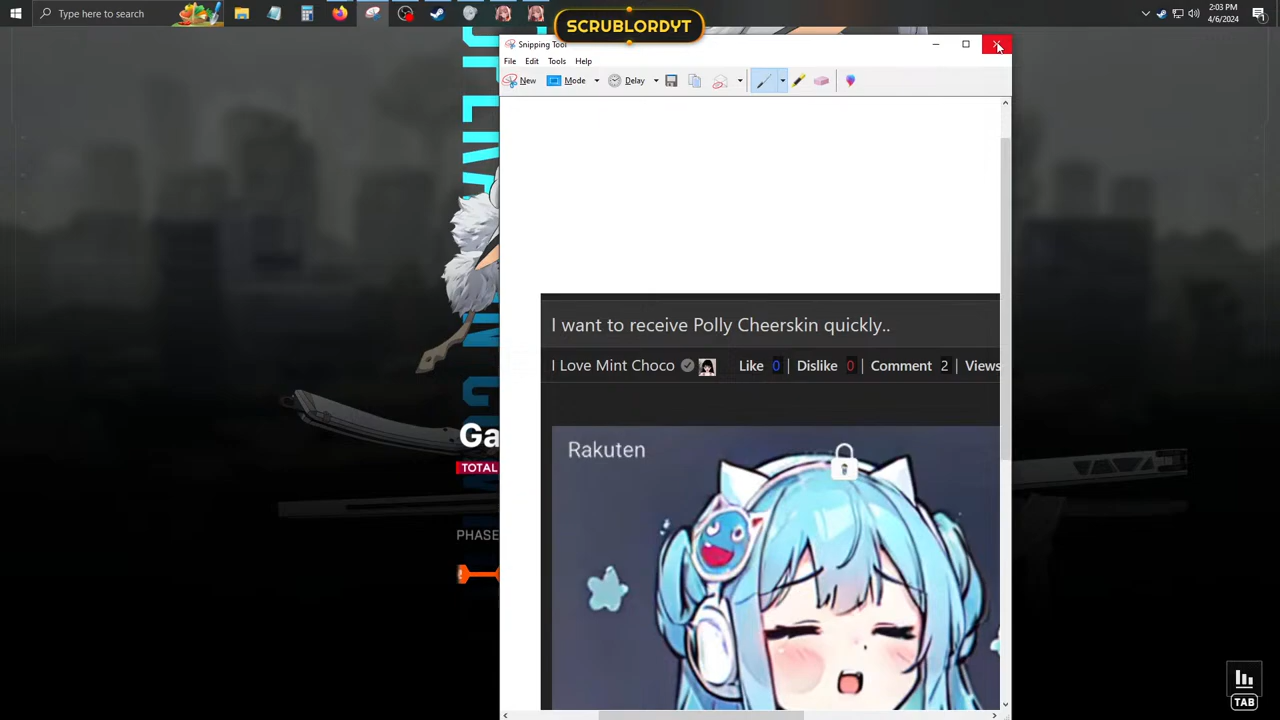 Type here to search
2:03 PM
4/6/2024
SCRUBLORDYT
Snipping Tool
File Edit Tools Help
New Mode Delay
I want to receive Polly Cheerskin quickly..
I Love Mint Choco Like 0 | Dislike 0 | Comment 2 | Views
Rakuten
Ga
TOTAL
PHASE
TAB